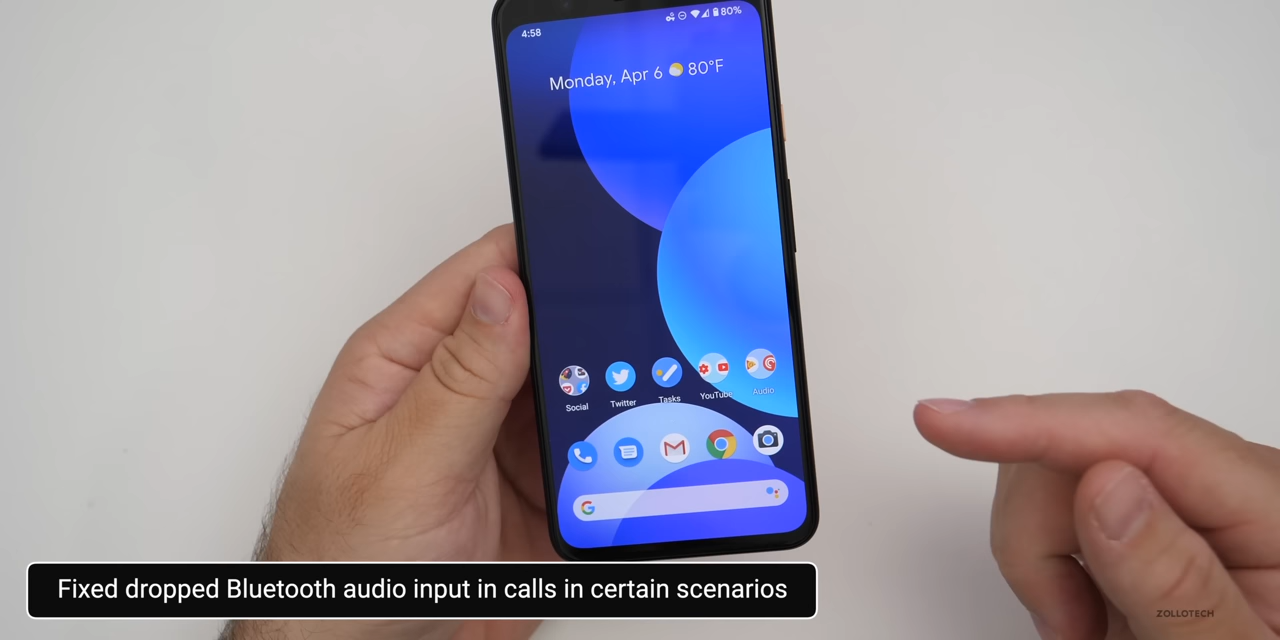 4:58
80%
Monday, Apr 6 80°F
Social
Twitter
Tasks
YouTube
Audio
Fixed dropped Bluetooth audio input in calls in certain scenarios
ZOLLOTECH